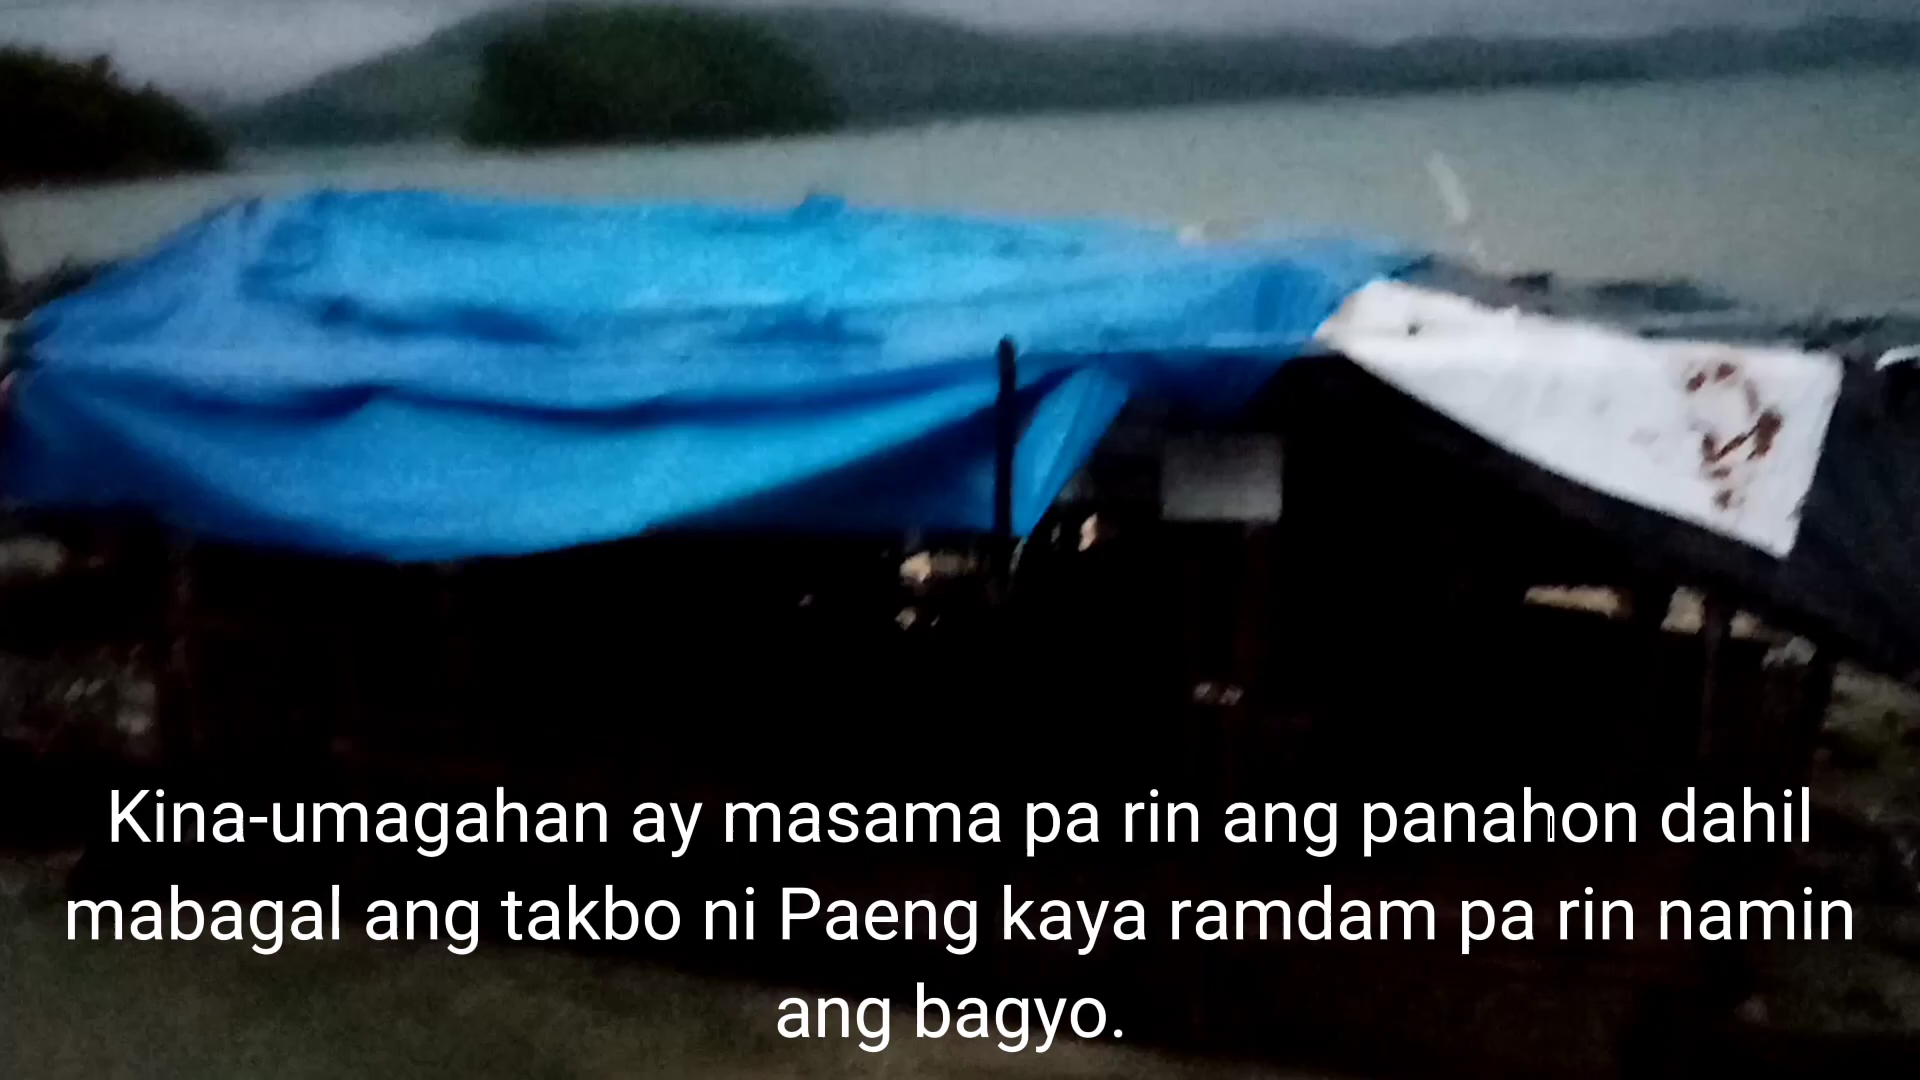 Kina-umagahan ay masama pa rin ang panahon dahil
mabagal ang takbo ni Paeng kaya ramdam pa rin namin
ang bagyo.